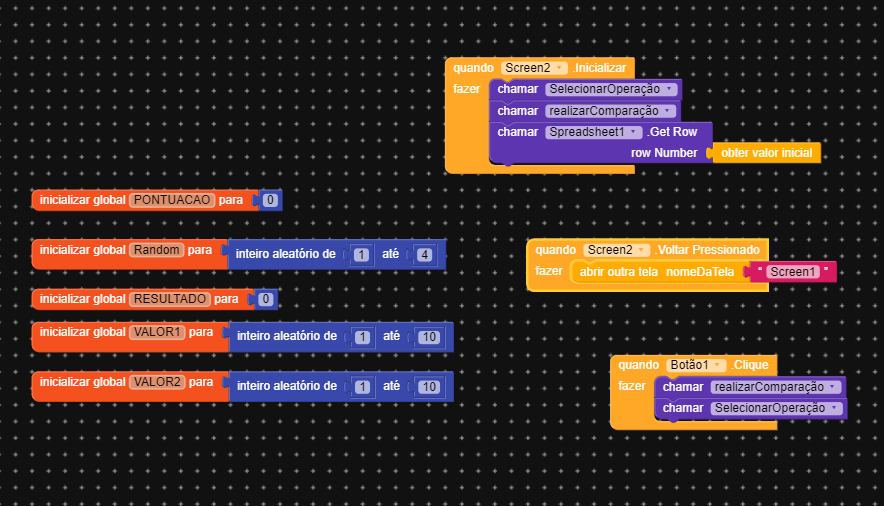 quando Screen2 .Inicializar
fazer chamar SelecionarOperação
chamar realizarComparação
chamar Spreadsheet1 .Get Row
row Number obter valor inicial
inicializar global PONTUACAO para 0
inicializar global Random para inteiro aleatório de 1 até 4
inicializar global RESULTADO para 0
inicializar global VALOR1 para inteiro aleatório de 1 até 10
inicializar global VALOR2 para inteiro aleatório de 1 até 10
quando Screen2 .Voltar Pressionado
fazer abrir outra tela nomeDaTela " Screen1 "
quando Botão1 .Clique
fazer chamar realizarComparação
chamar SelecionarOperação